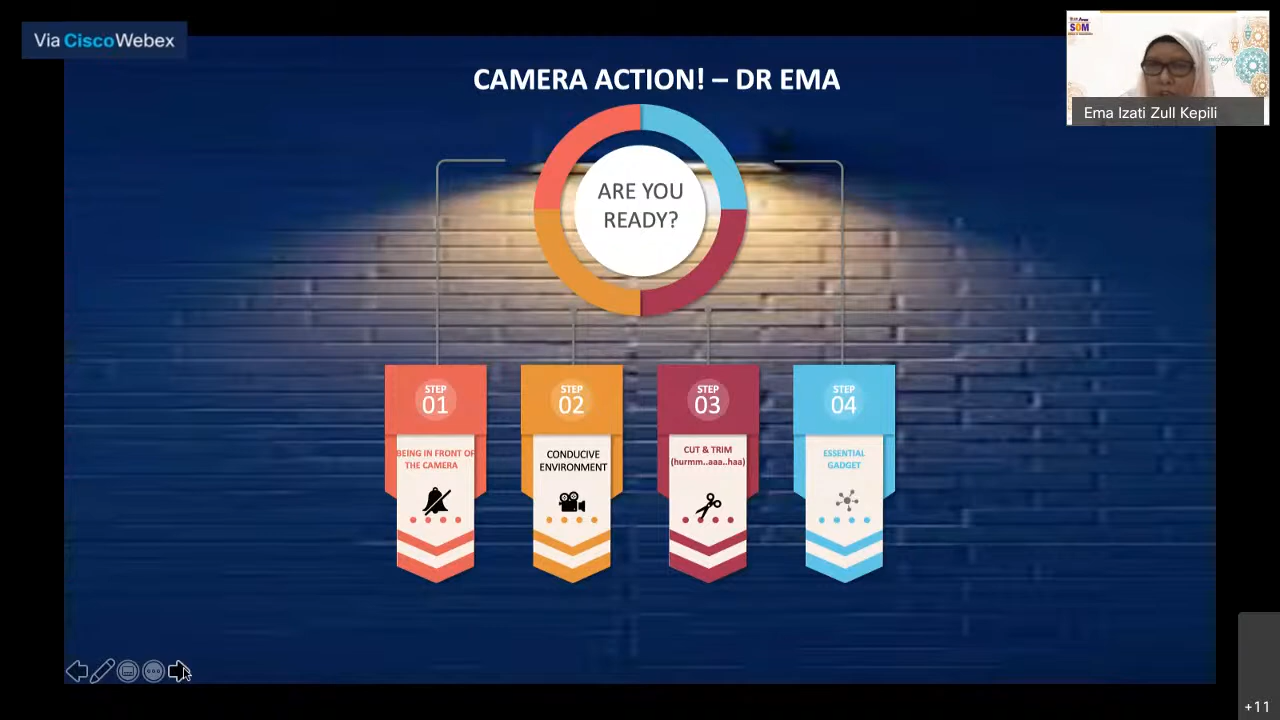 Via CiscoWebex
CAMERA ACTION! – DR EMA
SOM
Ema Izati Zull Kepili
ARE YOU
READY?
STEP
01
BEING IN FRONT OF
THE CAMERA
STEP
02
CONDUCIVE
ENVIRONMENT
STEP
03
CUT & TRIM
(hurmm..aaa..haa)
STEP
04
ESSENTIAL
GADGET
+11